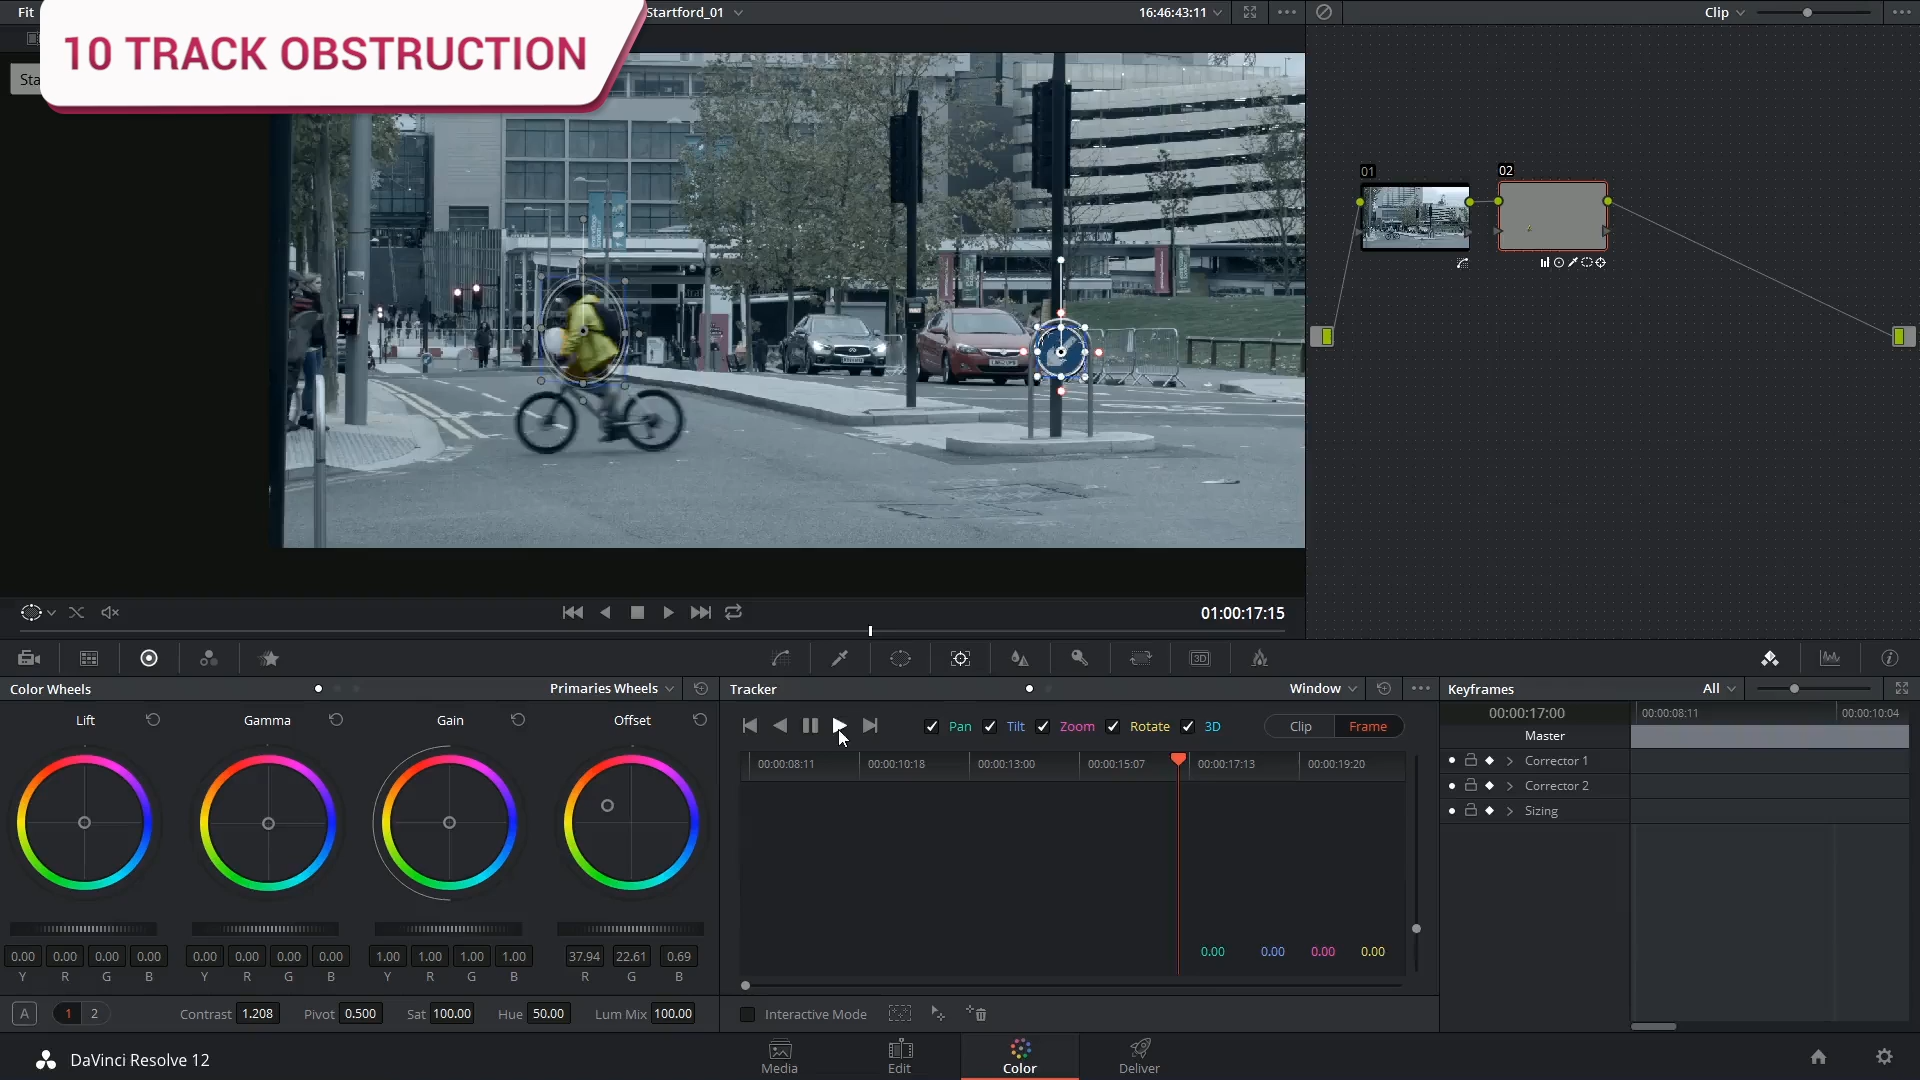 Fit
Startford_01
16:46:43:11
Clip
10 TRACK OBSTRUCTION
Sta
01
02
01:00:17:15
3D
Color Wheels
Primaries Wheels
Tracker
Window
Keyframes
All
Lift
Gamma
Gain
Offset
Pan
Tilt
Zoom
Rotate
3D
Clip
Frame
00:00:17:00
00:00:08:11
00:00:10:04
Master
00:00:08:11
00:00:10:18
00:00:13:00
00:00:15:07
00:00:17:13
00:00:19:20
Corrector 1
Corrector 2
Sizing
0.00 0.00 0.00 0.00
0.00 0.00 0.00 0.00
1.00 1.00 1.00 1.00
37.94 22.61 0.69
0.00 0.00 0.00 0.00
Y R G B
Y R G B
Y R G B
R G B
A
1 2
Contrast 1.208
Pivot 0.500
Sat 100.00
Hue 50.00
Lum Mix 100.00
Interactive Mode
DaVinci Resolve 12
Media
Edit
Color
Deliver